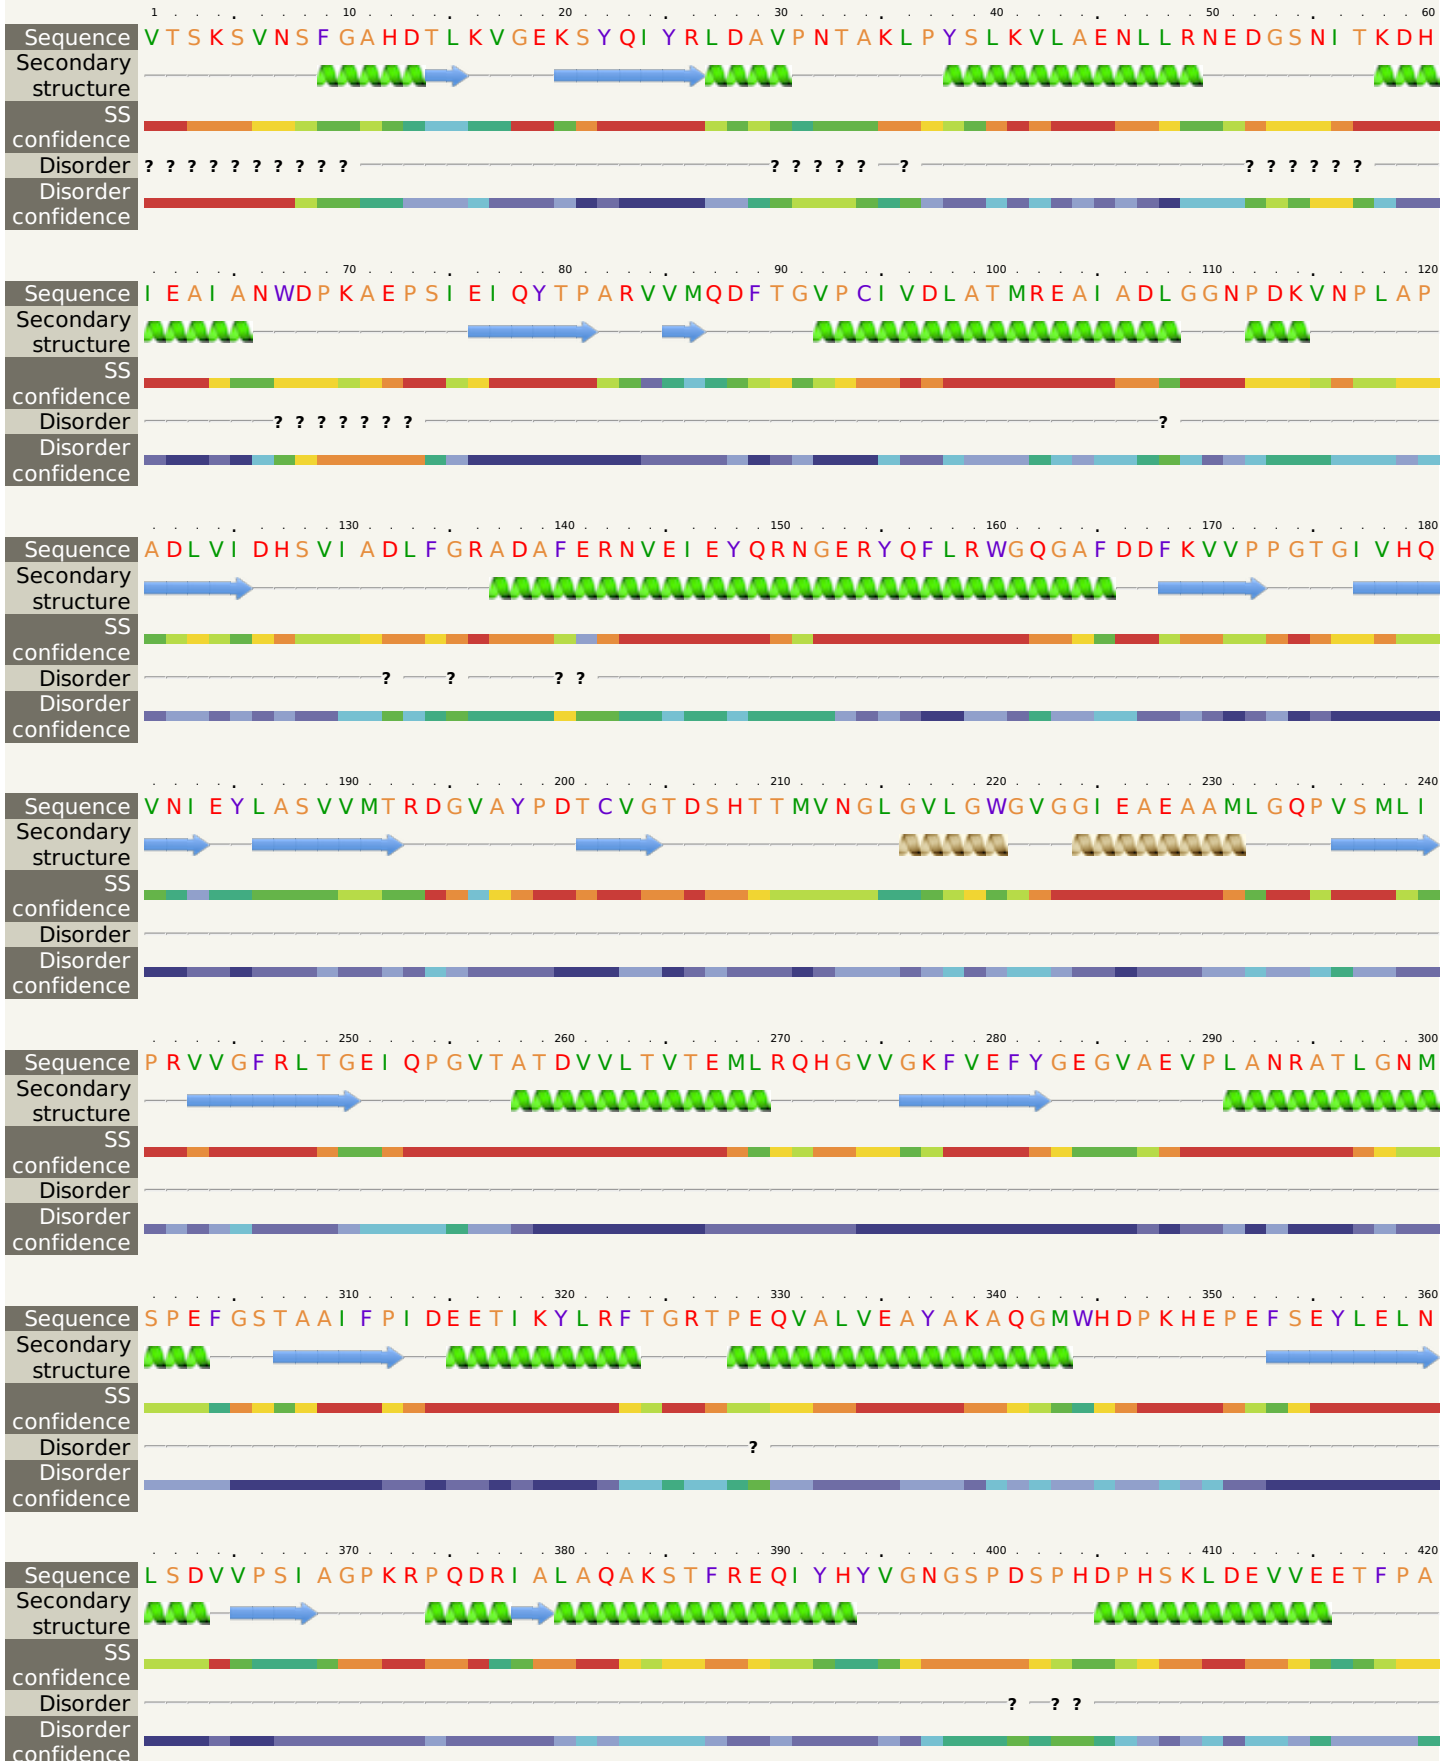 1 10 20 30 40 50 60
Sequence V T S K S V N S F G A H D T L K V G E K S Y Q I Y R L D A V P N T A K L P Y S L K V L A E N L L R N E D G S N I T K D H
Secondary
structure
SS
confidence
Disorder ? ? ? ? ? ? ? ? ? ? ? ? ? ? ? ? ? ? ? ? ? ?
Disorder
confidence
70 80 90 100 110 120
Sequence I E A I A N W D P K A E P S I E I Q Y T P A R V V M Q D F T G V P C I V D L A T M R E A I A D L G G N P D K V N P L A P
Secondary
structure
SS
confidence
Disorder ? ? ? ? ? ? ? ?
Disorder
confidence
130 140 150 160 170 180
Sequence A D L V I D H S V I A D L F G R A D A F E R N V E I E Y Q R N G E R Y Q F L R W G Q G A F D D F K V V P P G T G I V H Q
Secondary
structure
SS
confidence
Disorder ? ? ? ?
Disorder
confidence
190 200 210 220 230 240
Sequence V N I E Y L A S V V M T R D G V A Y P D T C V G T D S H T T M V N G L G V L G W G V G G I E A E A A M L G Q P V S M L I
Secondary
structure
SS
confidence
Disorder
Disorder
confidence
250 260 270 280 290 300
Sequence P R V V G F R L T G E I Q P G V T A T D V V L T V T E M L R Q H G V V G K F V E F Y G E G V A E V P L A N R A T L G N M
Secondary
structure
SS
confidence
Disorder
Disorder
confidence
310 320 330 340 350 360
Sequence S P E F G S T A A I F P I D E E T I K Y L R F T G R T P E Q V A L V E A Y A K A Q G M W H D P K H E P E F S E Y L E L N
Secondary
structure
SS
confidence
Disorder ?
Disorder
confidence
370 380 390 400 410 420
Sequence L S D V V P S I A G P K R P Q D R I A L A Q A K S T F R E Q I Y H Y V G N G S P D S P H D P H S K L D E V V E E T F P A
Secondary
structure
SS
confidence
Disorder ? ? ?
Disorder
confidence